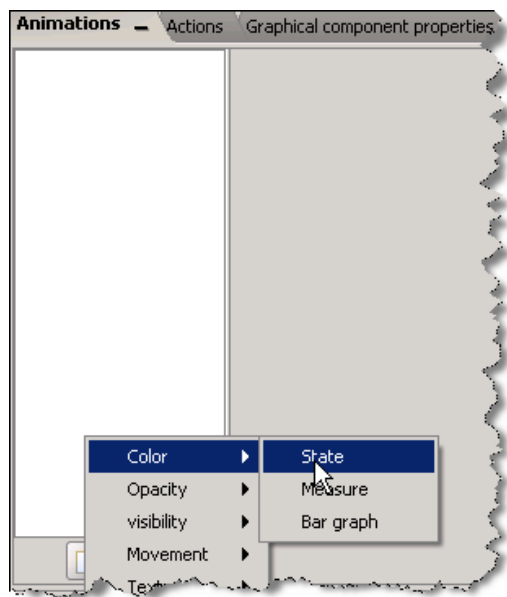 Animations Actions Graphical component properties
Color State
Opacity Measure
visibility Bar graph
Movement